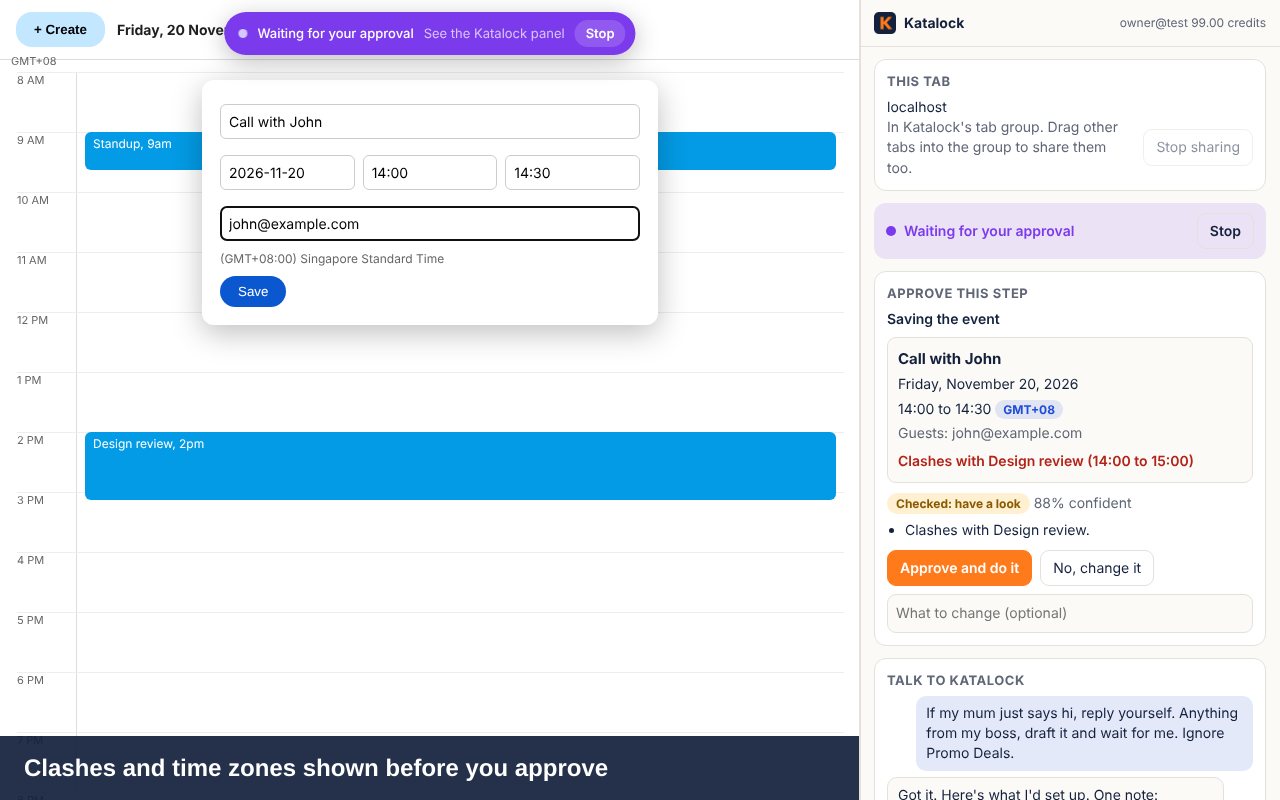 + Create
Friday, 20 Nove
Waiting for your approval
See the Katalock panel
Stop
GMT+08
8 AM
9 AM
10 AM
11 AM
12 PM
1 PM
2 PM
3 PM
4 PM
5 PM
6 PM
7 PM
Standup, 9am
Design review, 2pm
Call with John
2026-11-20
14:00
14:30
john@example.com
(GMT+08:00) Singapore Standard Time
Save
Clashes and time zones shown before you approve
K
Katalock
owner@test 99.00 credits
THIS TAB
localhost
In Katalock's tab group. Drag other
tabs into the group to share them
too.
Stop sharing
Waiting for your approval
Stop
APPROVE THIS STEP
Saving the event
Call with John
Friday, November 20, 2026
14:00 to 14:30 GMT+08
Guests: john@example.com
Clashes with Design review (14:00 to 15:00)
Checked: have a look 88% confident
• Clashes with Design review.
Approve and do it
No, change it
What to change (optional)
TALK TO KATALOCK
If my mum just says hi, reply yourself. Anything
from my boss, draft it and wait for me. Ignore
Promo Deals.
Got it. Here's what I'd set up. One note: